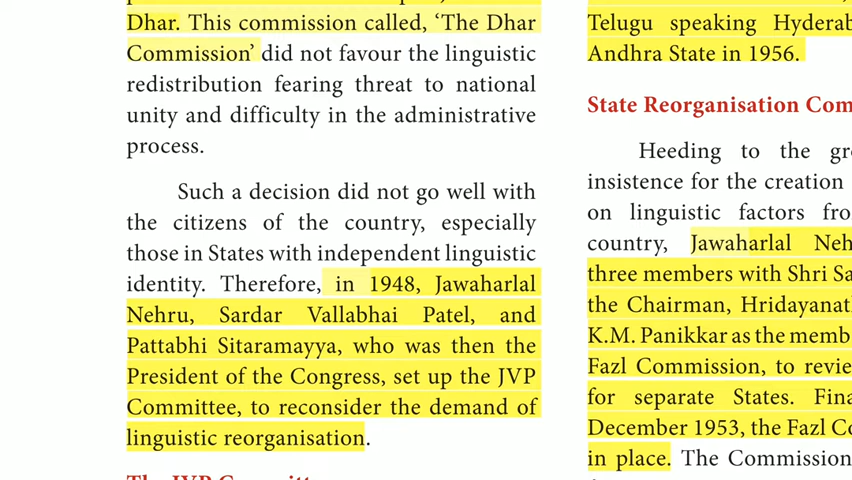 Dhar. This commission called, ‘The Dhar
Commission’ did not favour the linguistic
redistribution fearing threat to national
unity and difficulty in the administrative
process.
Such a decision did not go well with
the citizens of the country, especially
those in States with independent linguistic
identity. Therefore, in 1948, Jawaharlal
Nehru, Sardar Vallabhai Patel, and
Pattabhi Sitaramayya, who was then the
President of the Congress, set up the JVP
Committee, to reconsider the demand of
linguistic reorganisation.
Telugu speaking Hyderab
Andhra State in 1956.
State Reorganisation Com
Heeding to the gr
insistence for the creation
on linguistic factors fro
country, Jawaharlal Neh
three members with Shri Sa
the Chairman, Hridayanat
K.M. Panikkar as the memb
Fazl Commission, to revie
for separate States. Fina
December 1953, the Fazl Co
in place. The Commission